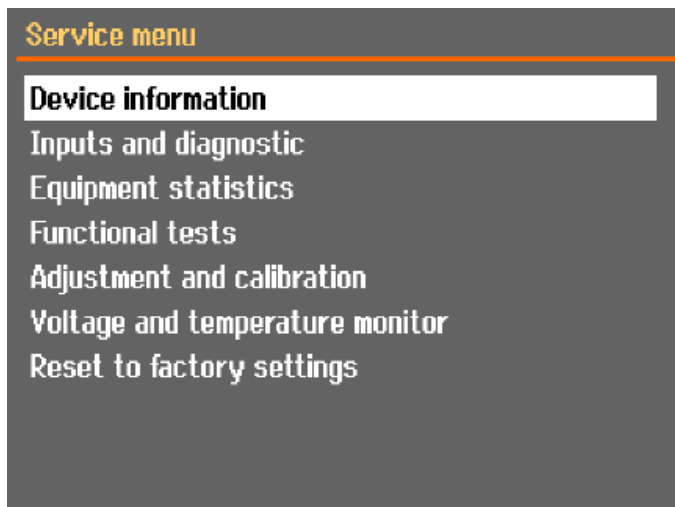 Service menu
Device information
Inputs and diagnostic
Equipment statistics
Functional tests
Adjustment and calibration
Voltage and temperature monitor
Reset to factory settings